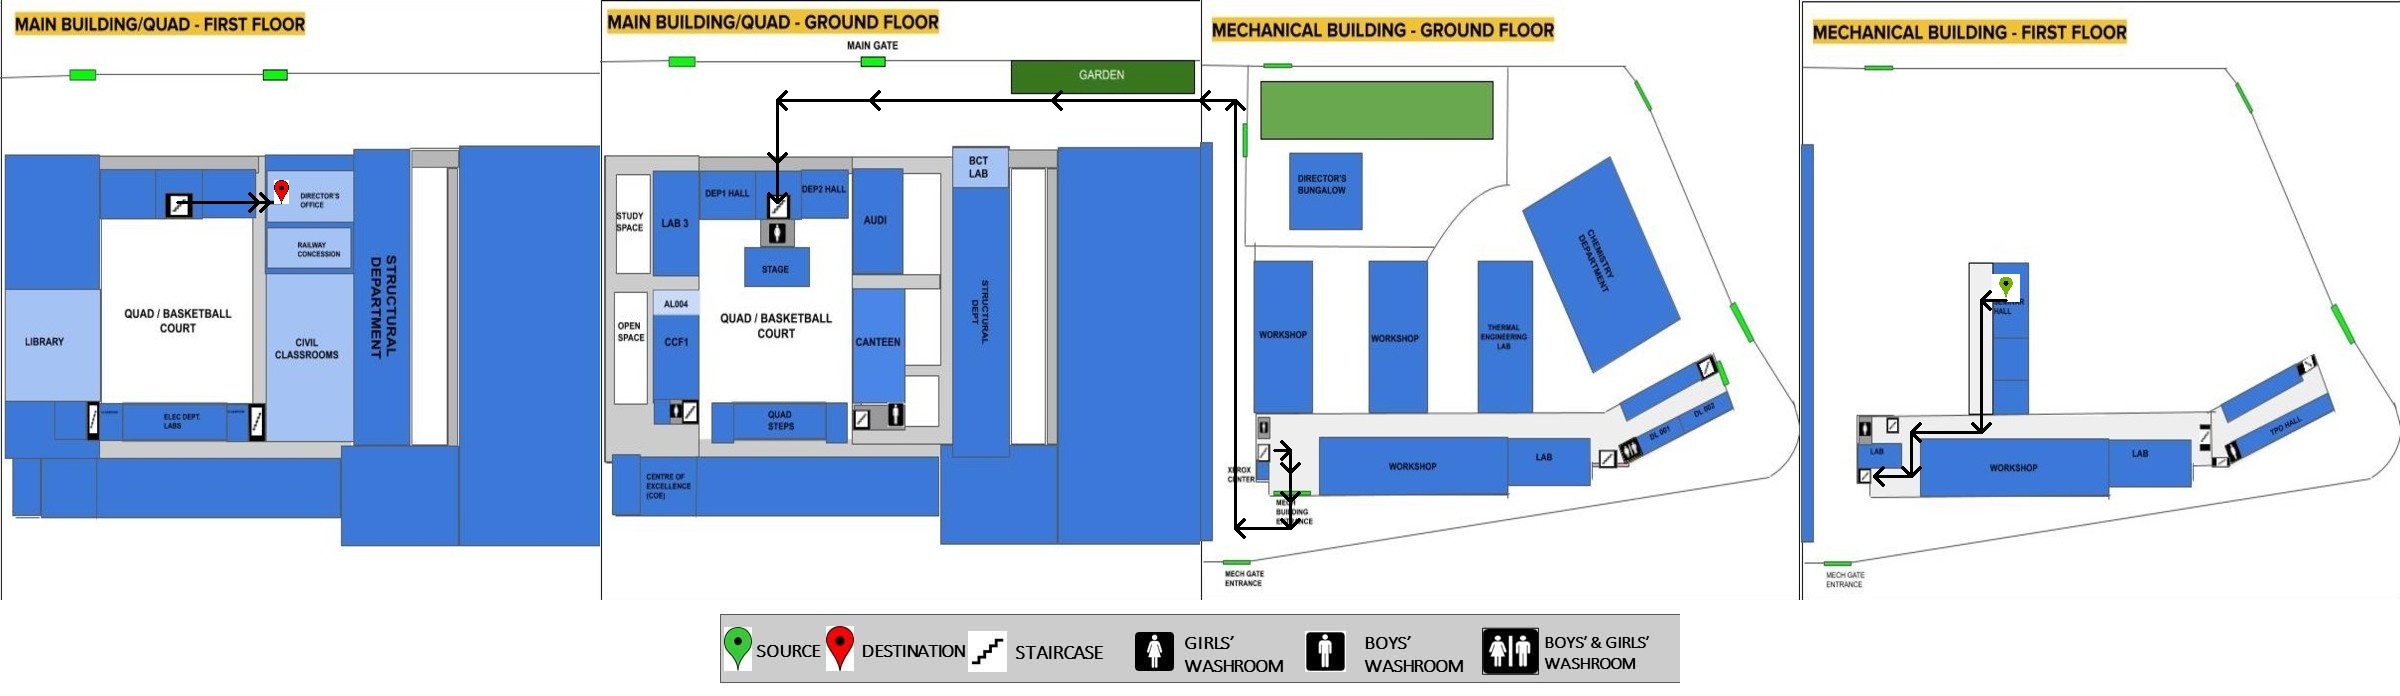 MAIN BUILDING/QUAD - FIRST FLOOR
DIRECTOR'S
OFFICE
RAILWAY
CONCESSION
STRUCTURAL
DEPARTMENT
QUAD / BASKETBALL
COURT
LIBRARY
CIVIL
CLASSROOMS
ELEC DEPT.
LABS
MAIN BUILDING/QUAD - GROUND FLOOR
MAIN GATE
GARDEN
BCT
LAB
DEP1 HALL
DEP2 HALL
STUDY
SPACE
LAB 3
AUDI
STAGE
AL004
OPEN
SPACE
CCF1
QUAD / BASKETBALL
COURT
CANTEEN
STRUCTURAL
DEPT
QUAD
STEPS
CENTRE OF
EXCELLENCE
(COE)
MECHANICAL BUILDING - GROUND FLOOR
DIRECTOR'S
BUNGALOW
CHEMISTRY
DEPARTMENT
WORKSHOP
WORKSHOP
THERMAL
ENGINEERING
LAB
DL 002
DL 001
WORKSHOP
LAB
XEROX
CENTER
MECH
BUILDING
ENTRANCE
MECH GATE
ENTRANCE
MECHANICAL BUILDING - FIRST FLOOR
HALL
TPO HALL
LAB
WORKSHOP
LAB
MECH GATE
ENTRANCE
SOURCE
DESTINATION
STAIRCASE
GIRLS'
WASHROOM
BOYS'
WASHROOM
BOYS' & GIRLS'
WASHROOM